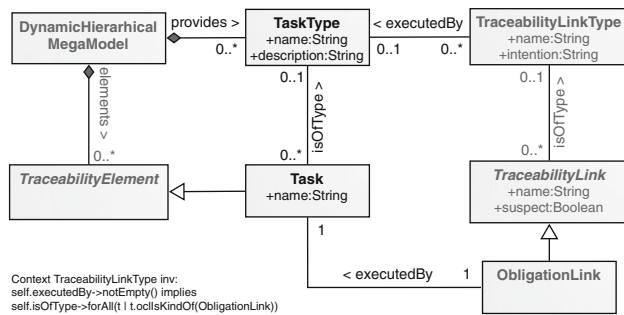 DynamicHierarhical
MegaModel
provides >
0..*
TaskType
+name:String
+description:String
< executedBy
0..1
0..*
TraceabilityLinkType
+name:String
+intention:String
elements >
0..*
0..1
isOfType >
0..*
0..1
isOfType >
0..*
TraceabilityElement
Task
+name:String
TraceabilityLink
+name:String
+suspect:Boolean
1
< executedBy
1
ObligationLink
Context TraceabilityLinkType inv:
self.executedBy->notEmpty() implies
self.isOfType->forAll(t | t.oclIsKindOf(ObligationLink))